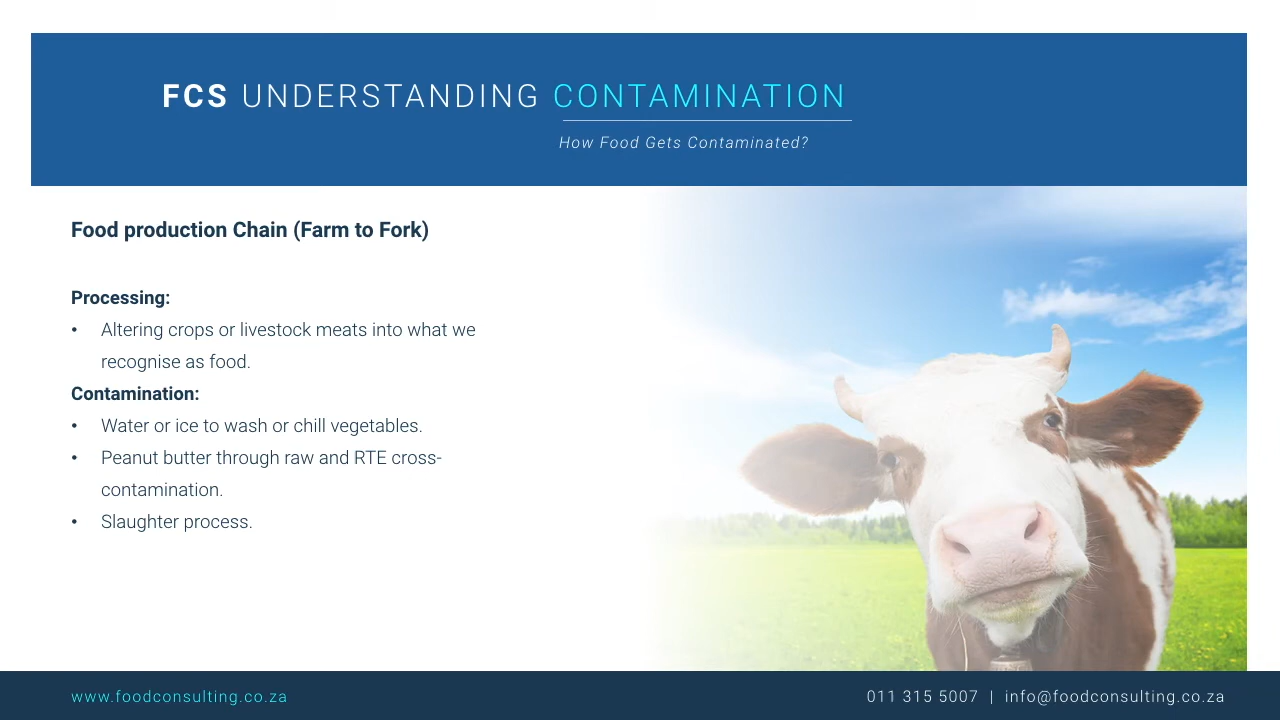 FCS UNDERSTANDING CONTAMINATION
How Food Gets Contaminated?
Food production Chain (Farm to Fork)
Processing:
• Altering crops or livestock meats into what we
recognise as food.
Contamination:
• Water or ice to wash or chill vegetables.
• Peanut butter through raw and RTE cross-
contamination.
• Slaughter process.
www.foodconsulting.co.za
011 315 5007 | info@foodconsulting.co.za